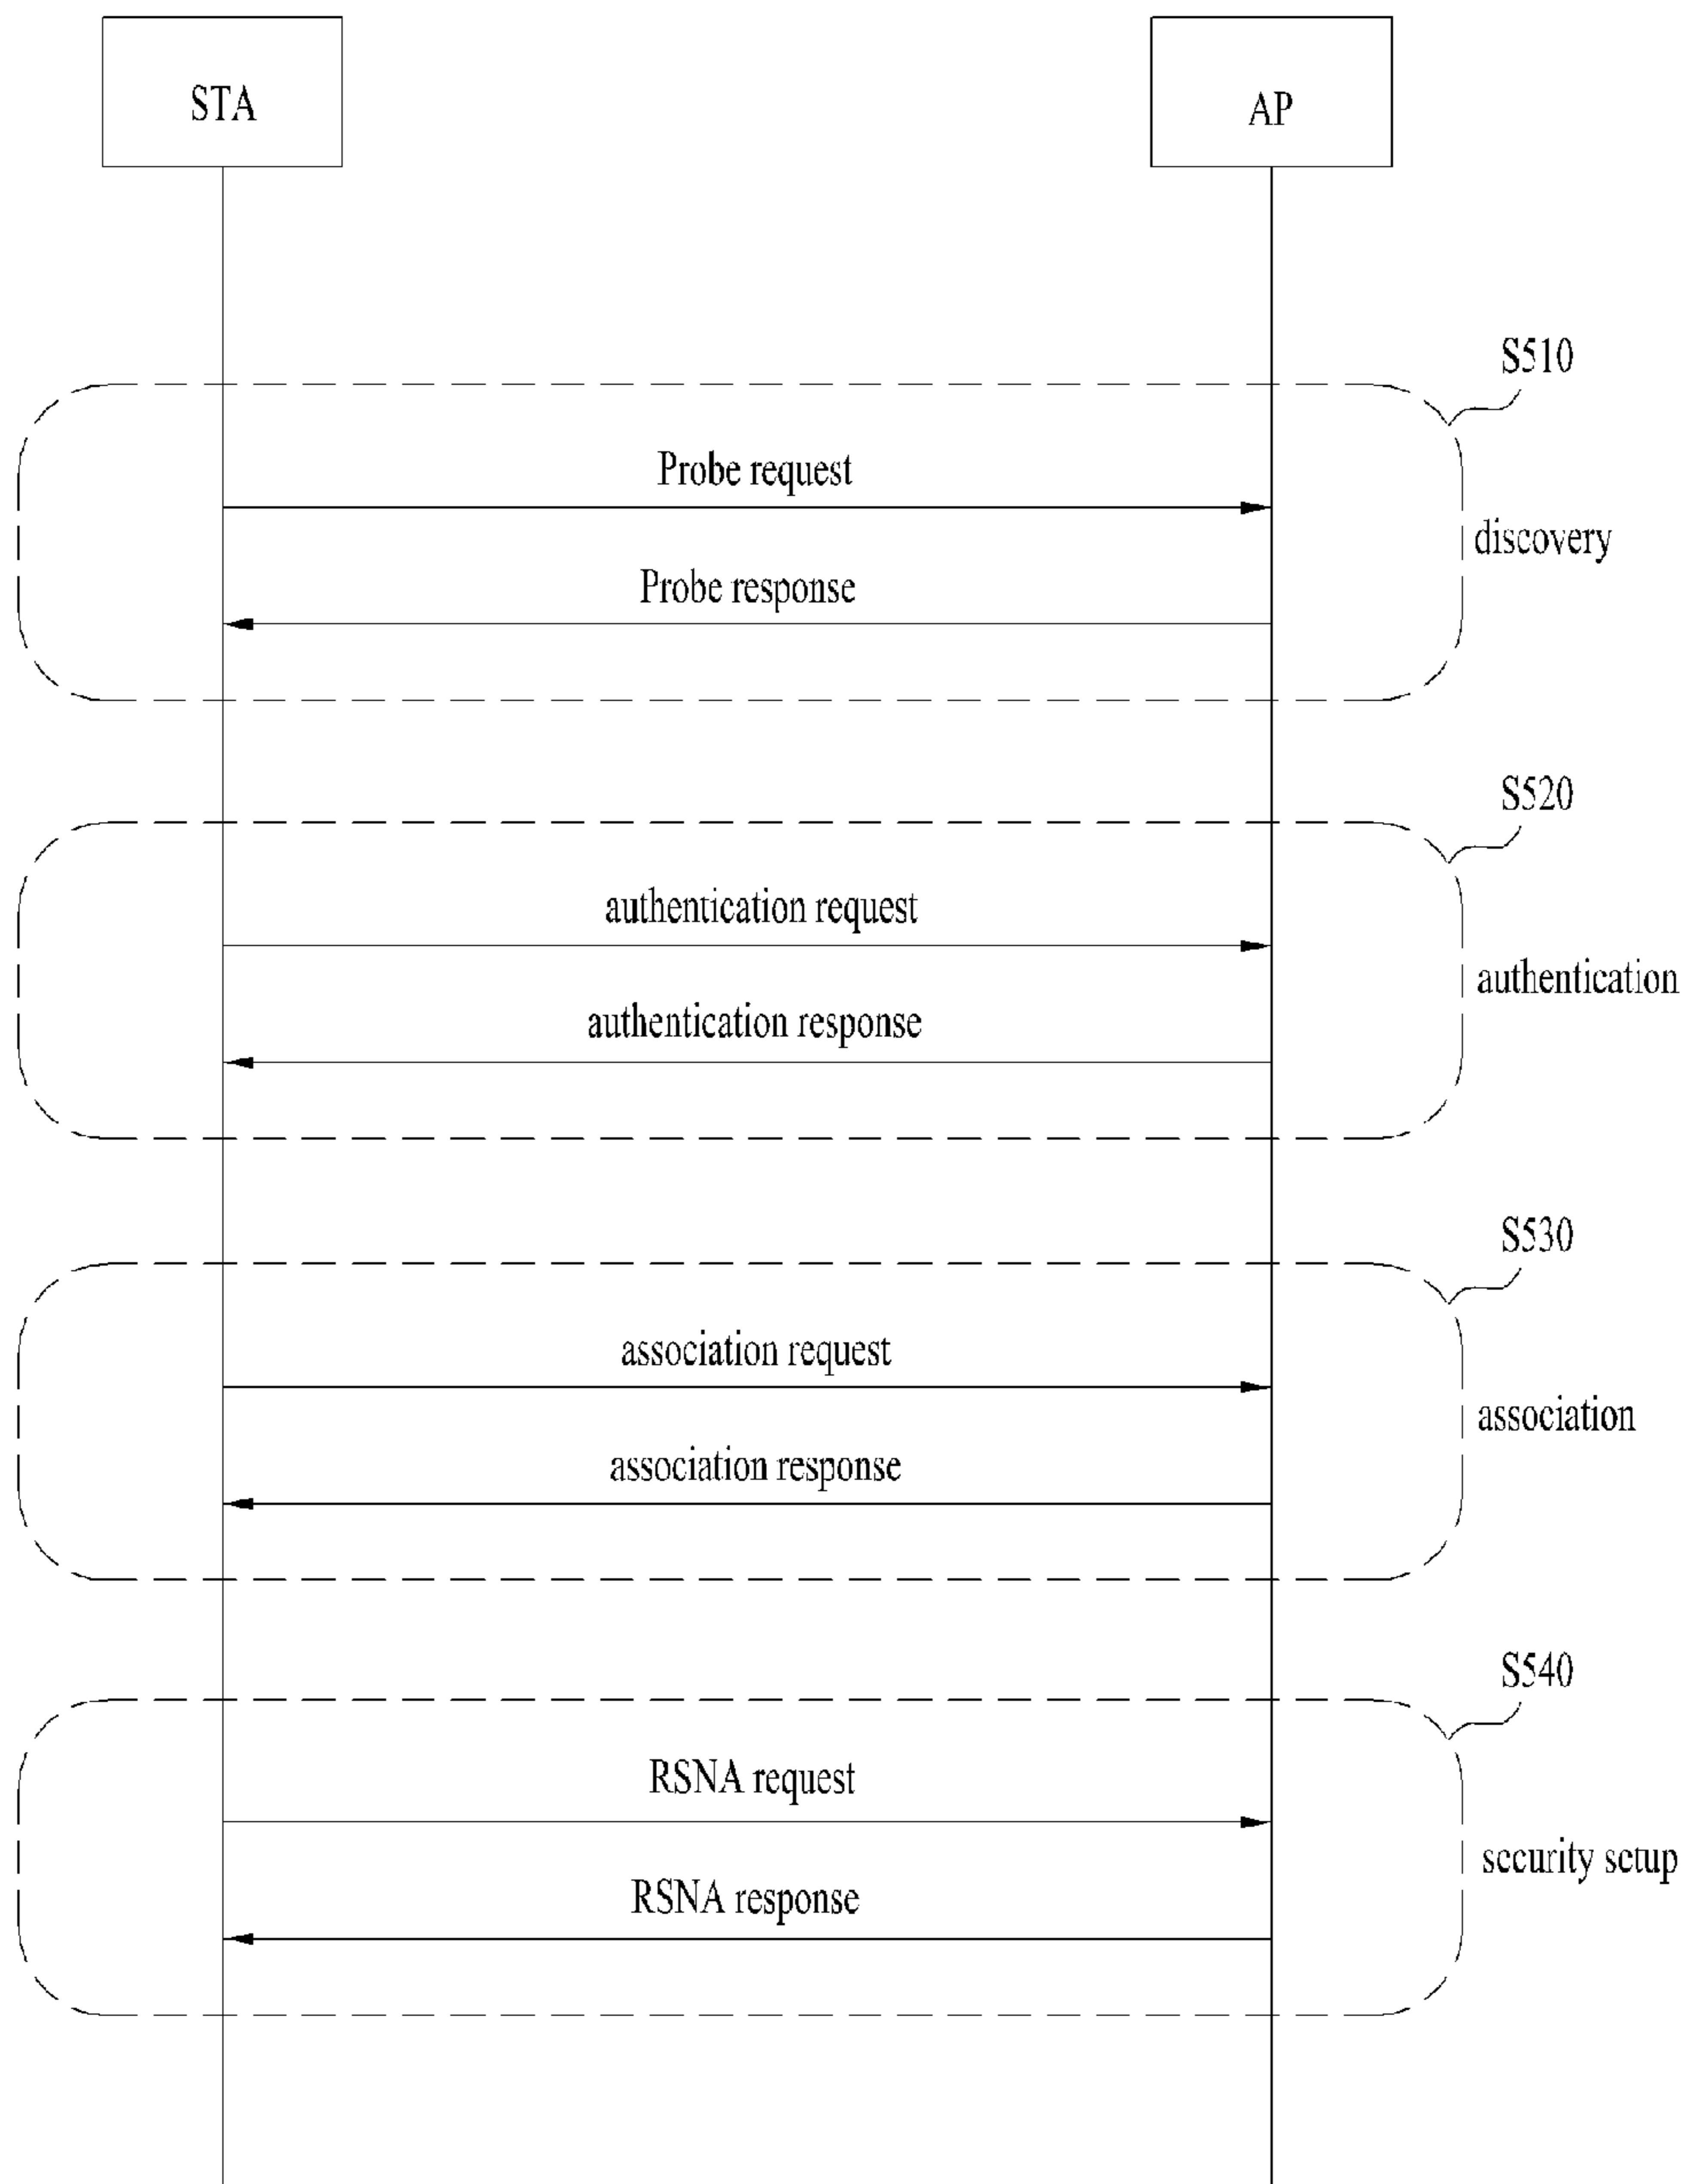 STA
AP
S510
Probe request
discovery
Probe response
S520
authentication request
authentication
authentication response
S530
association request
association
association response
S540
RSNA request
security setup
RSNA response